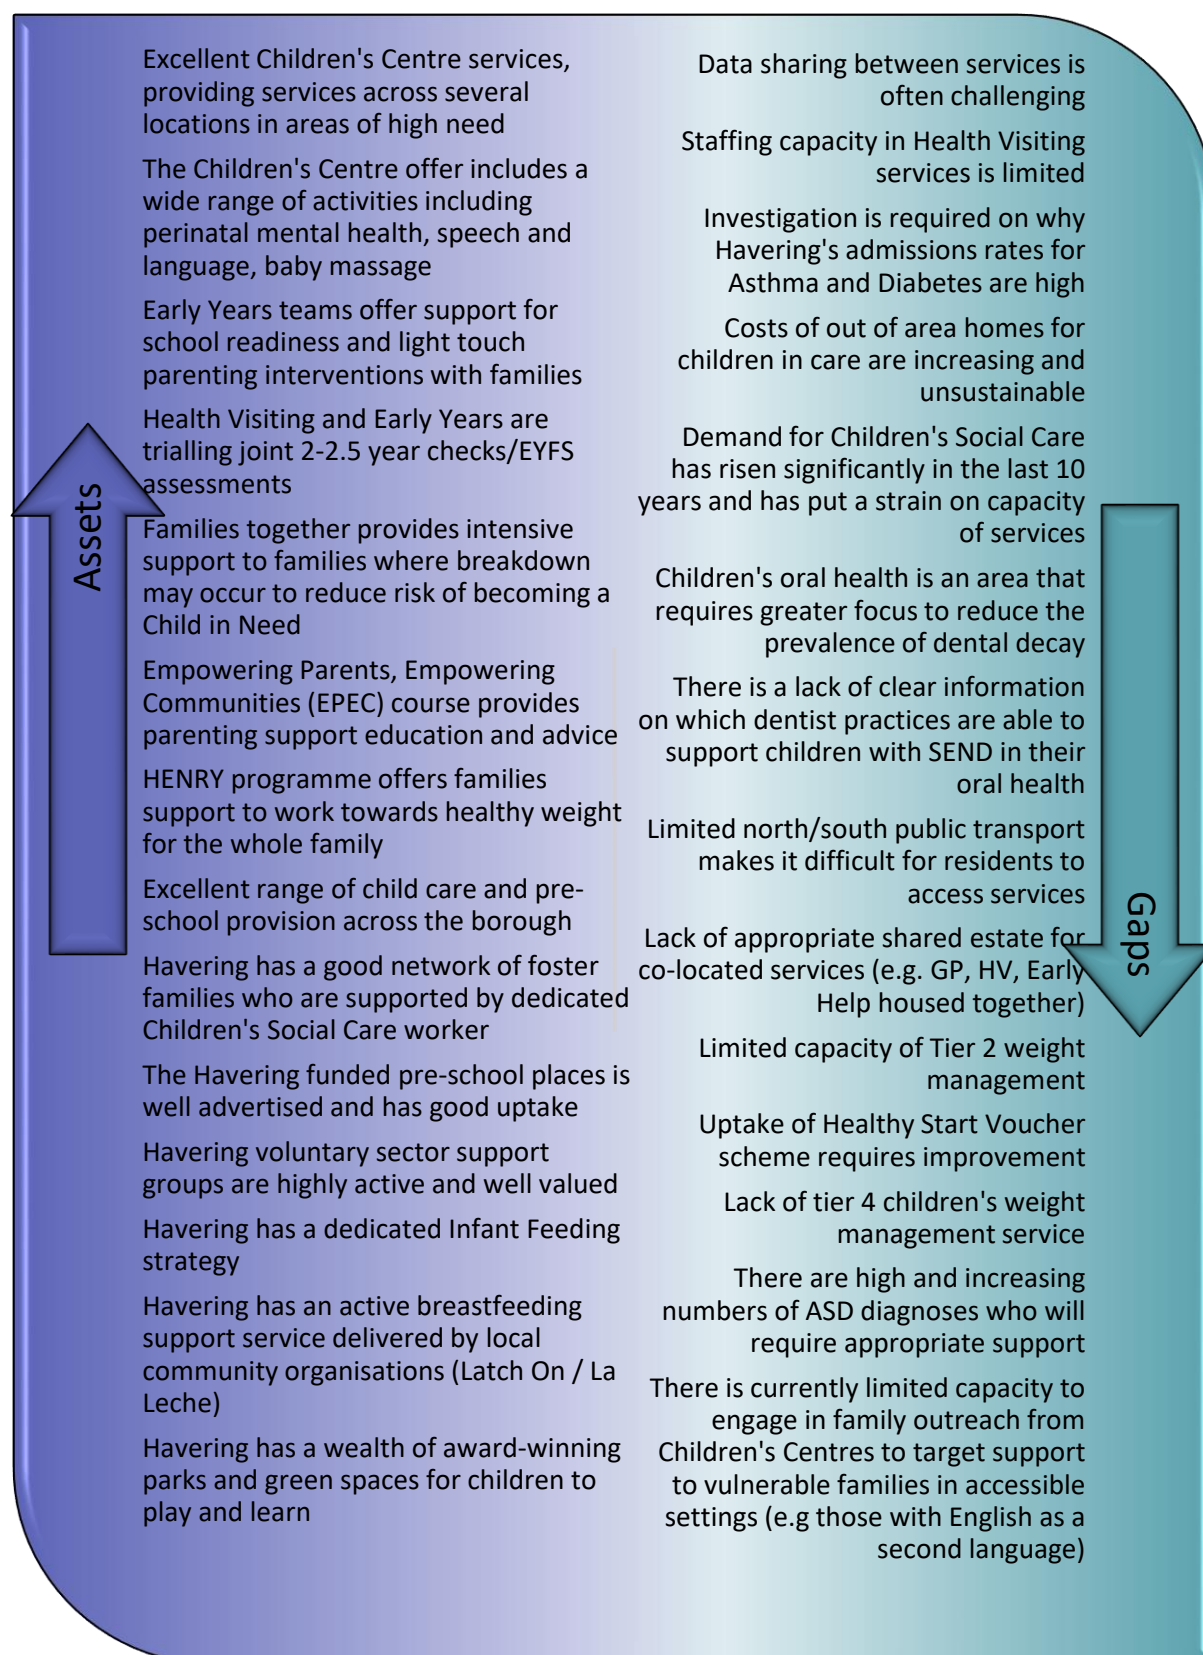 Excellent Children's Centre services,
providing services across several
locations in areas of high need
The Children's Centre offer includes a
wide range of activities including
perinatal mental health, speech and
language, baby massage
Early Years teams offer support for
school readiness and light touch
parenting interventions with families
Health Visiting and Early Years are
trialling joint 2-2.5 year checks/EYFS
assessments
Families together provides intensive
support to families where breakdown
may occur to reduce risk of becoming a
Child in Need
Empowering Parents, Empowering
Communities (EPEC) course provides
parenting support education and advice
HENRY programme offers families
support to work towards healthy weight
for the whole family
Excellent range of child care and pre-
school provision across the borough
Havering has a good network of foster
families who are supported by dedicated
Children's Social Care worker
The Havering funded pre-school places is
well advertised and has good uptake
Havering voluntary sector support
groups are highly active and well valued
Havering has a dedicated Infant Feeding
strategy
Havering has an active breastfeeding
support service delivered by local
community organisations (Latch On / La
Leche)
Havering has a wealth of award-winning
parks and green spaces for children to
play and learn
Assets
Data sharing between services is
often challenging
Staffing capacity in Health Visiting
services is limited
Investigation is required on why
Havering's admissions rates for
Asthma and Diabetes are high
Costs of out of area homes for
children in care are increasing and
unsustainable
Demand for Children's Social Care
has risen significantly in the last 10
years and has put a strain on capacity
of services
Children's oral health is an area that
requires greater focus to reduce the
prevalence of dental decay
There is a lack of clear information
on which dentist practices are able to
support children with SEND in their
oral health
Limited north/south public transport
makes it difficult for residents to
access services
Lack of appropriate shared estate for
co-located services (e.g. GP, HV, Early
Help housed together)
Limited capacity of Tier 2 weight
management
Uptake of Healthy Start Voucher
scheme requires improvement
Lack of tier 4 children's weight
management service
There are high and increasing
numbers of ASD diagnoses who will
require appropriate support
There is currently limited capacity to
engage in family outreach from
Children's Centres to target support
to vulnerable families in accessible
settings (e.g those with English as a
second language)
Gaps